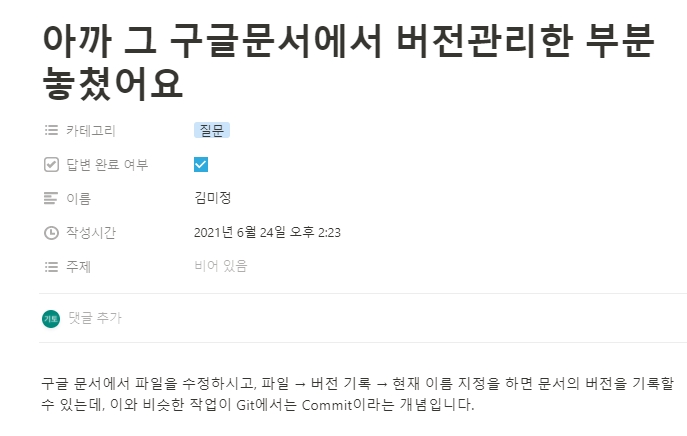 아까 그 구글문서에서 버전관리한 부분
놓쳤어요
카테고리 질문
답변 완료 여부
이름 김미정
작성시간 2021년 6월 24일 오후 2:23
주제 비어 있음
기토 댓글 추가
구글 문서에서 파일을 수정하시고, 파일 → 버전 기록 → 현재 이름 지정을 하면 문서의 버전을 기록할
수 있는데, 이와 비슷한 작업이 Git에서는 Commit이라는 개념입니다.